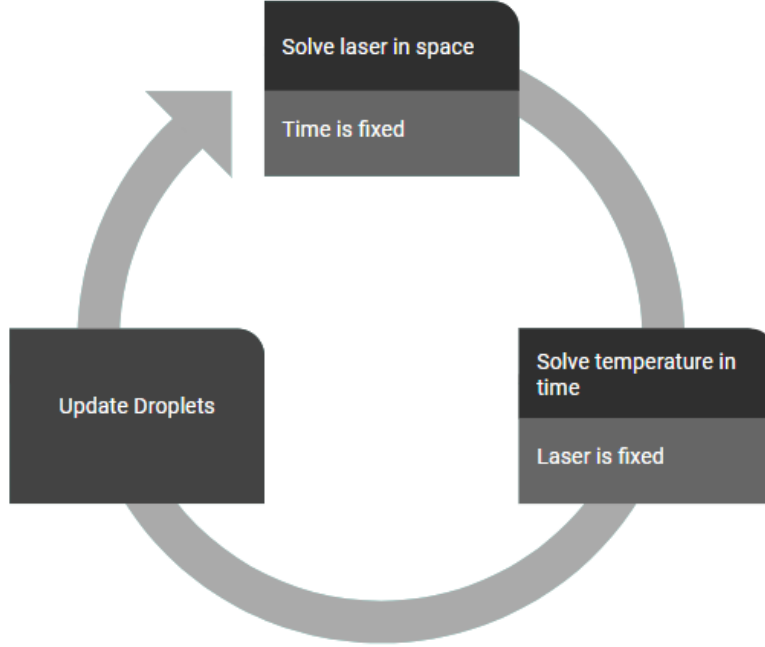 Solve laser in space
Time is fixed
Solve temperature in
time
Laser is fixed
Update Droplets